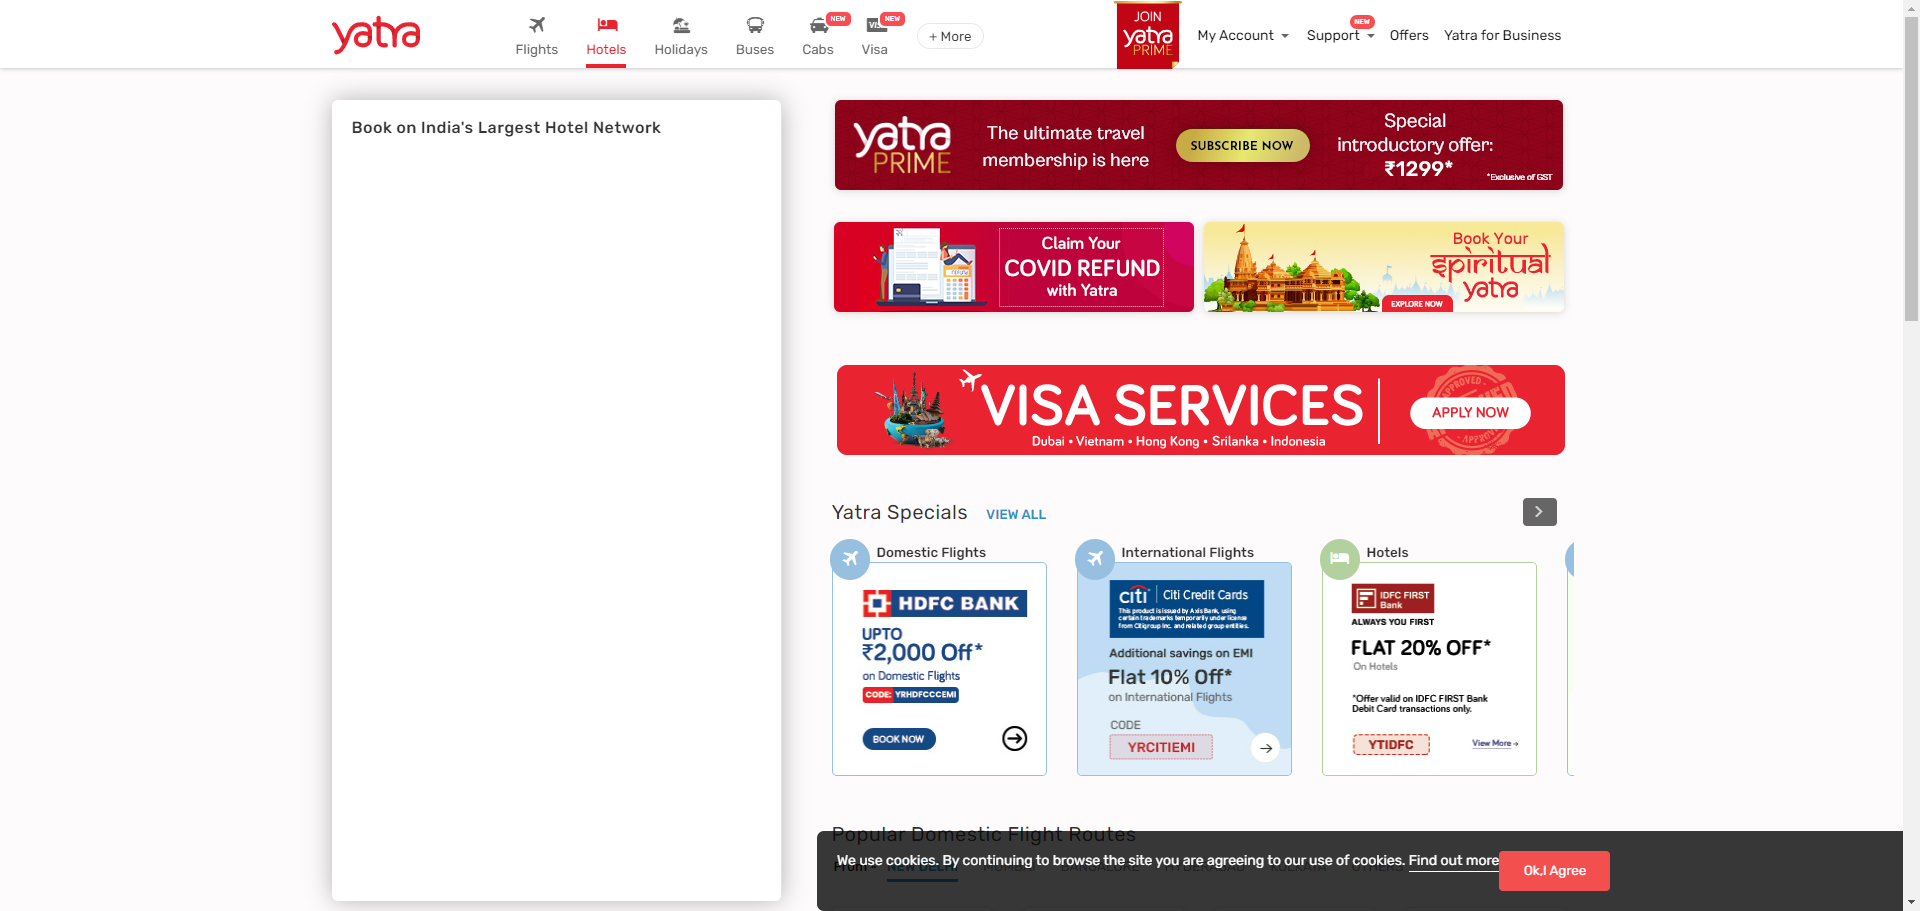 yatra
Flights
Hotels
Holidays
Buses
NEW
Cabs
NEW
VISA
Visa
+ More
JOIN
yatra
PRIME
My Account
NEW
Support
Offers
Yatra for Business
Book on India's Largest Hotel Network
yatra
PRIME
The ultimate travel
membership is here
SUBSCRIBE NOW
Special
introductory offer:
₹1299*
*Exclusive of GST
Claim Your
COVID REFUND
with Yatra
Book Your
spiritual
yatra
EXPLORE NOW
VISA SERVICES
Dubai • Vietnam • Hong Kong • Srilanka • Indonesia
APPLY NOW
Yatra Specials
VIEW ALL
Domestic Flights
HDFC BANK
UPTO
₹2,000 Off*
on Domestic Flights
CODE: YRHDFCCCEMI
BOOK NOW
International Flights
citi
Citi Credit Cards
This product is issued by Axis Bank, using
certain trademarks temporarily under license
from Citigroup Inc. and related group entities.
Additional savings on EMI
Flat 10% Off*
on International Flights
CODE
YRCITIEMI
Hotels
IDFC FIRST
Bank
ALWAYS YOU FIRST
FLAT 20% OFF*
On Hotels
*Offer valid on IDFC FIRST Bank
Debit Card transactions only.
YTIDFC
View More
Popular Domestic Flight Routes
From
NEW DELHI
MUMBAI
BANGALORE
HYDERABAD
KOLKATA
OTHERS
We use cookies. By continuing to browse the site you are agreeing to our use of cookies. Find out more
Ok,I Agree